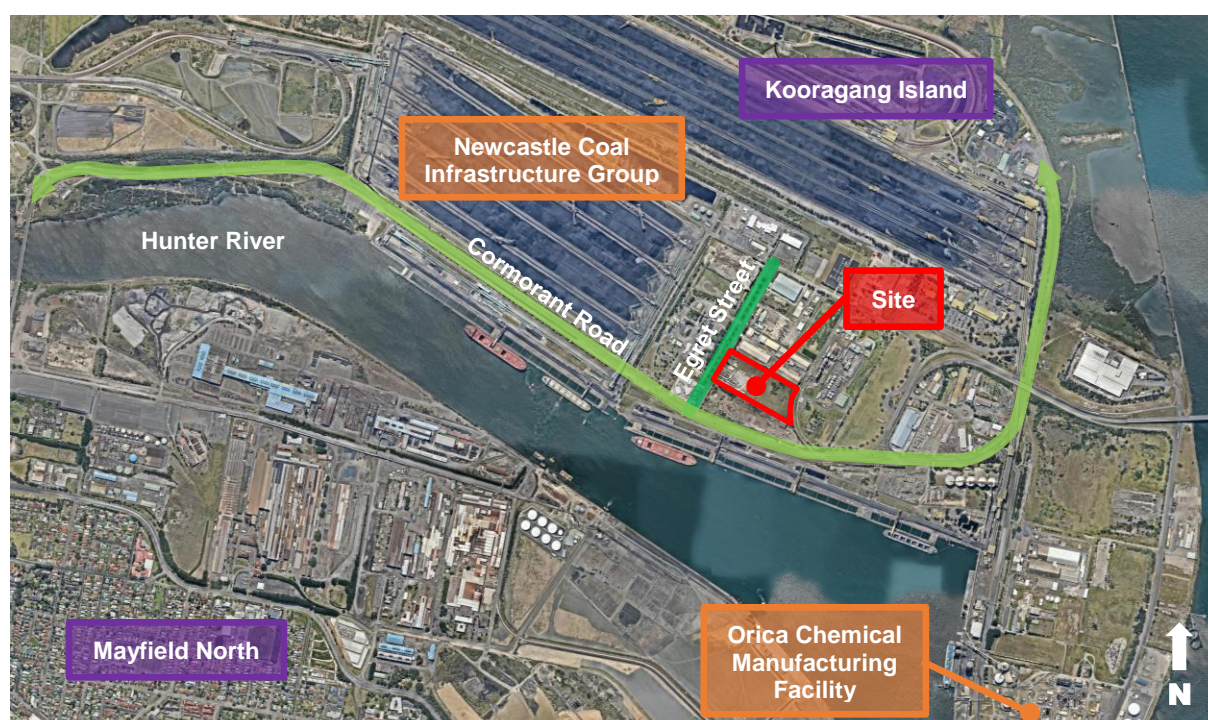 Kooragang Island
Newcastle Coal
Infrastructure Group
Hunter River
Cormorant Road
Egret Street
Site
Mayfield North
Orica Chemical
Manufacturing
Facility
N